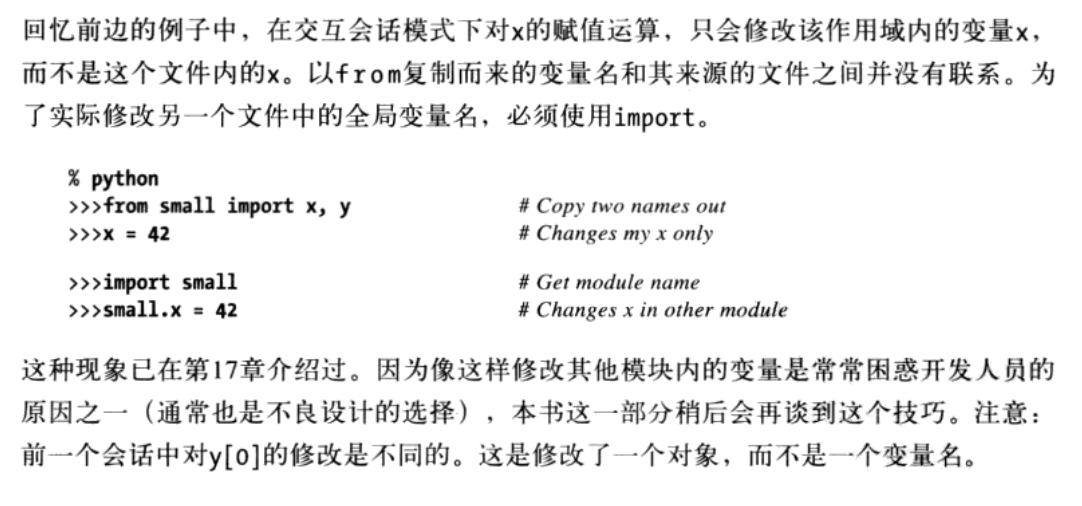 回忆前边的例子中，在交互会话模式下对x的赋值运算，只会修改该作用域内的变量x，
而不是这个文件内的x。以from复制而来的变量名和其来源的文件之间并没有联系。为
了实际修改另一个文件中的全局变量名，必须使用import。
% python
>>>from small import x, y # Copy two names out
>>>x = 42 # Changes my x only
>>>import small # Get module name
>>>small.x = 42 # Changes x in other module
这种现象已在第17章介绍过。因为像这样修改其他模块内的变量是常常困惑开发人员的
原因之一（通常也是不良设计的选择），本书这一部分稍后会再谈到这个技巧。注意：
前一个会话中对y[0]的修改是不同的。这是修改了一个对象，而不是一个变量名。